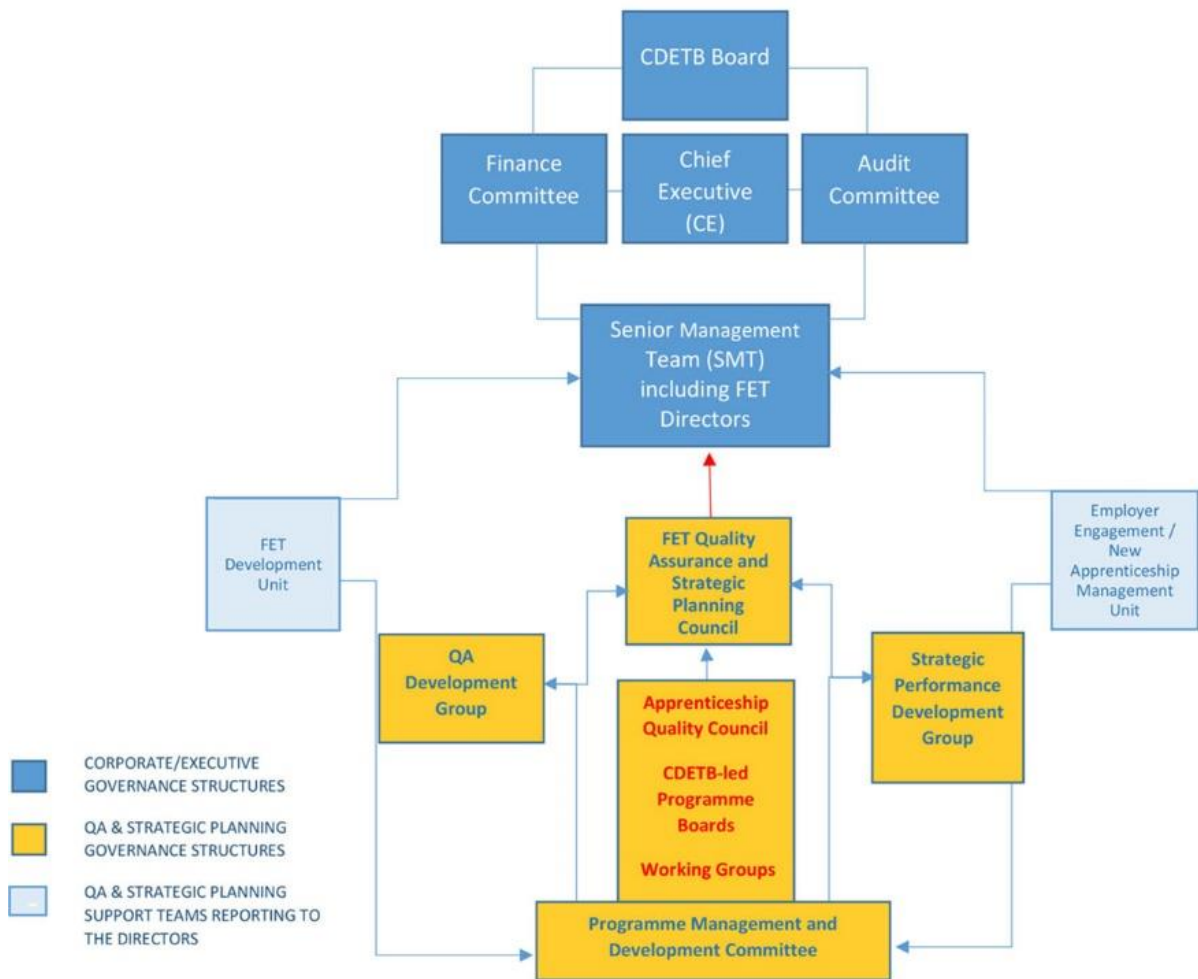 CDETB Board
Finance
Committee
Chief
Executive
(CE)
Audit
Committee
Senior Management
Team (SMT)
including FET
Directors
FET
Development
Unit
FET Quality
Assurance and
Strategic
Planning
Council
Employer
Engagement /
New
Apprenticeship
Management
Unit
QA
Development
Group
Strategic
Performance
Development
Group
Apprenticeship
Quality Council
CDETB-led
Programme
Boards
Working Groups
Programme Management and
Development Committee
CORPORATE/EXECUTIVE
GOVERNANCE STRUCTURES
QA & STRATEGIC PLANNING
GOVERNANCE STRUCTURES
QA & STRATEGIC PLANNING
SUPPORT TEAMS REPORTING TO
THE DIRECTORS